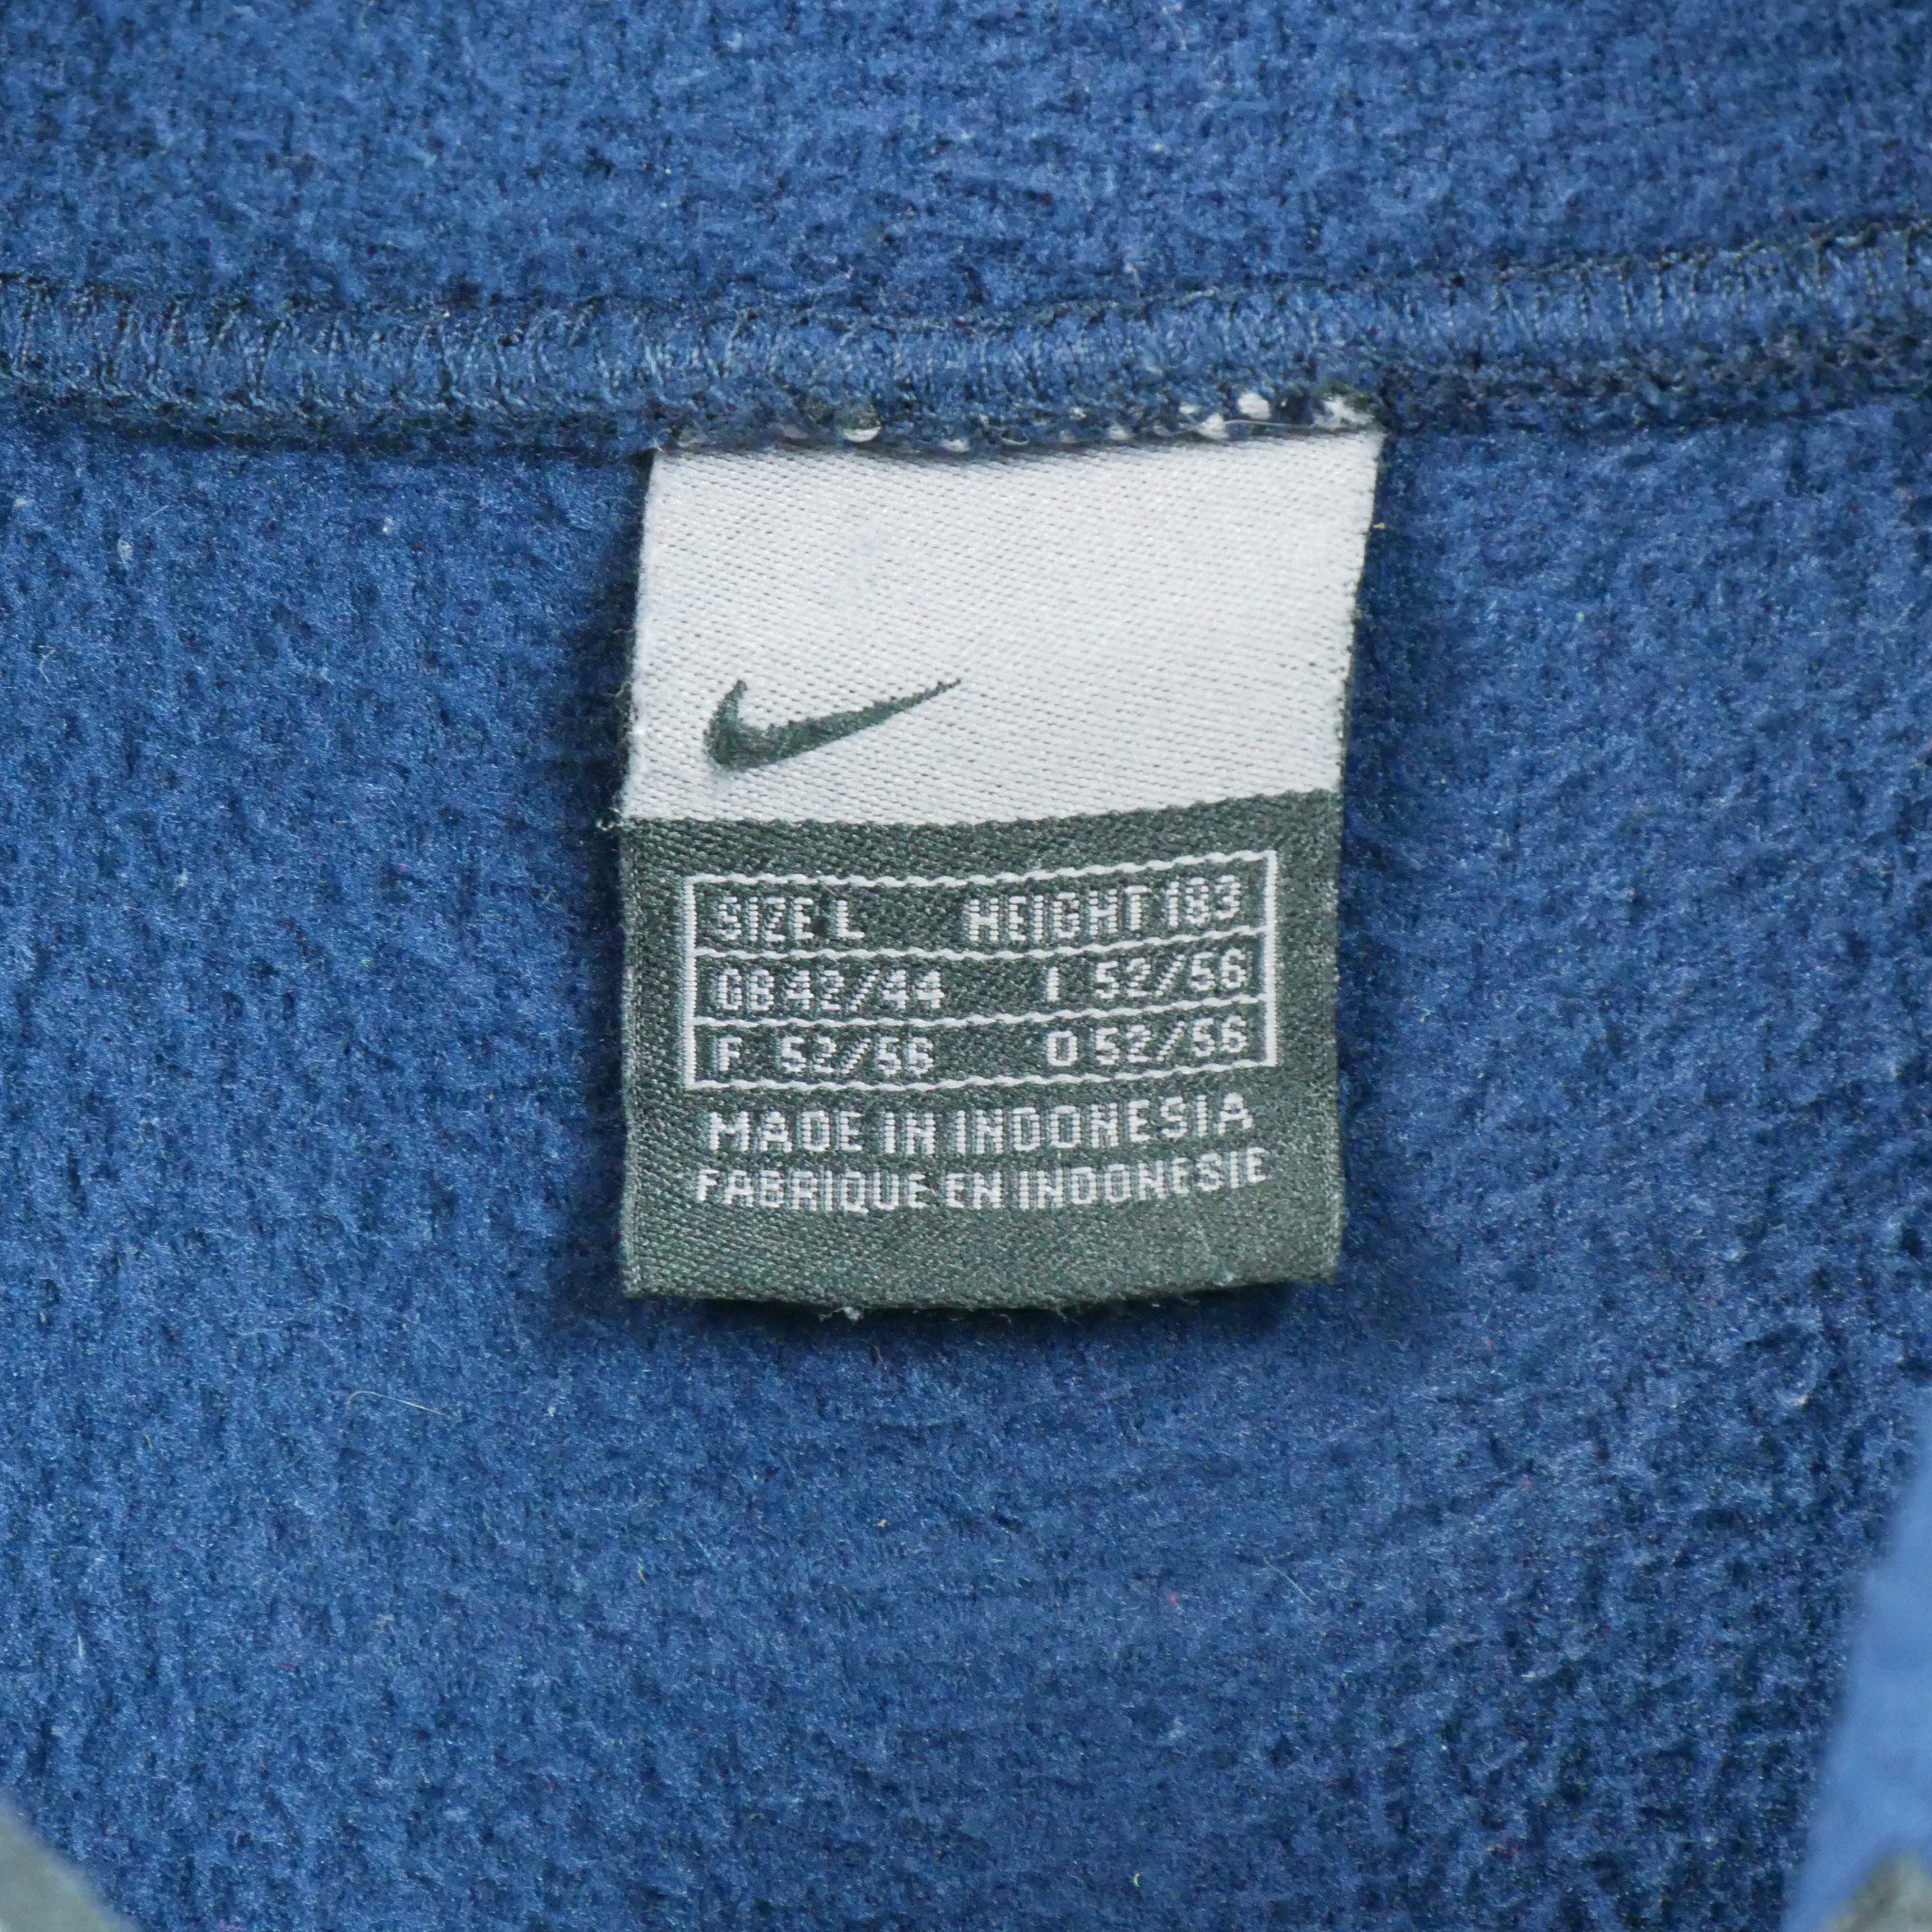 SIZE L HEIGHT 183
GB 42/44 I 52/56
F 52/56 D 52/56
MADE IN INDONESIA
FABRIQUE EN INDONESIE